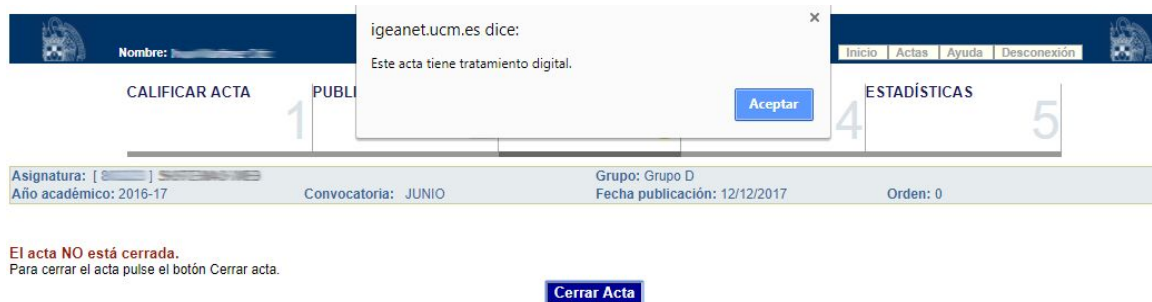 igeanet.ucm.es dice:
Este acta tiene tratamiento digital.
Aceptar
Nombre:
Inicio Actas Ayuda Desconexión
CALIFICAR ACTA
1
PUBLI
4
ESTADÍSTICAS
5
Asignatura: [ 8 ]
Grupo: Grupo D
Año académico: 2016-17 Convocatoria: JUNIO Fecha publicación: 12/12/2017 Orden: 0
El acta NO está cerrada.
Para cerrar el acta pulse el botón Cerrar acta.
Cerrar Acta